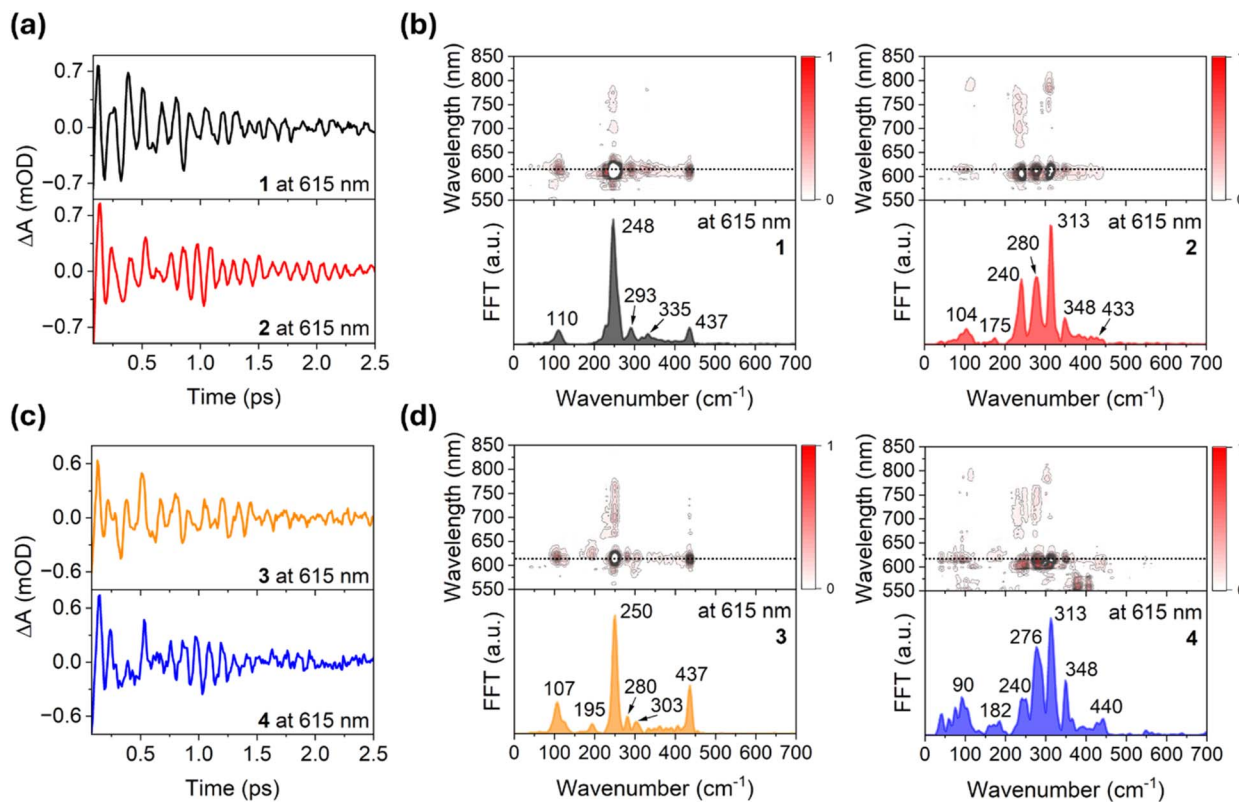 (a)
0.7
0.0
−0.7
1 at 615 nm
0.7
0.0
−0.7
2 at 615 nm
ΔA (mOD)
0.5 1.0 1.5 2.0 2.5
Time (ps)
(b)
850
800
750
700
650
600
550
Wavelength (nm)
1
0
at 615 nm
1
FFT (a.u.)
248
110
293
335
437
0 100 200 300 400 500 600 700
Wavenumber (cm-1)
850
800
750
700
650
600
550
Wavelength (nm)
at 615 nm
2
FFT (a.u.)
313
280
240
104
175
348
433
0 100 200 300 400 500 600 700
Wavenumber (cm-1)
(c)
0.6
0.0
−0.6
3 at 615 nm
0.6
0.0
−0.6
4 at 615 nm
ΔA (mOD)
0.5 1.0 1.5 2.0 2.5
Time (ps)
(d)
850
800
750
700
650
600
550
Wavelength (nm)
1
0
at 615 nm
3
FFT (a.u.)
250
107
195
280
303
437
0 100 200 300 400 500 600 700
Wavenumber (cm-1)
850
800
750
700
650
600
550
Wavelength (nm)
at 615 nm
4
FFT (a.u.)
313
276
348
240
90
182
440
0 100 200 300 400 500 600 700
Wavenumber (cm-1)